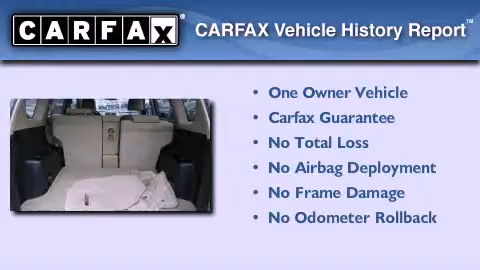 CARFAX® CARFAX Vehicle History Report™
• One Owner Vehicle
• Carfax Guarantee
• No Total Loss
• No Airbag Deployment
• No Frame Damage
• No Odometer Rollback